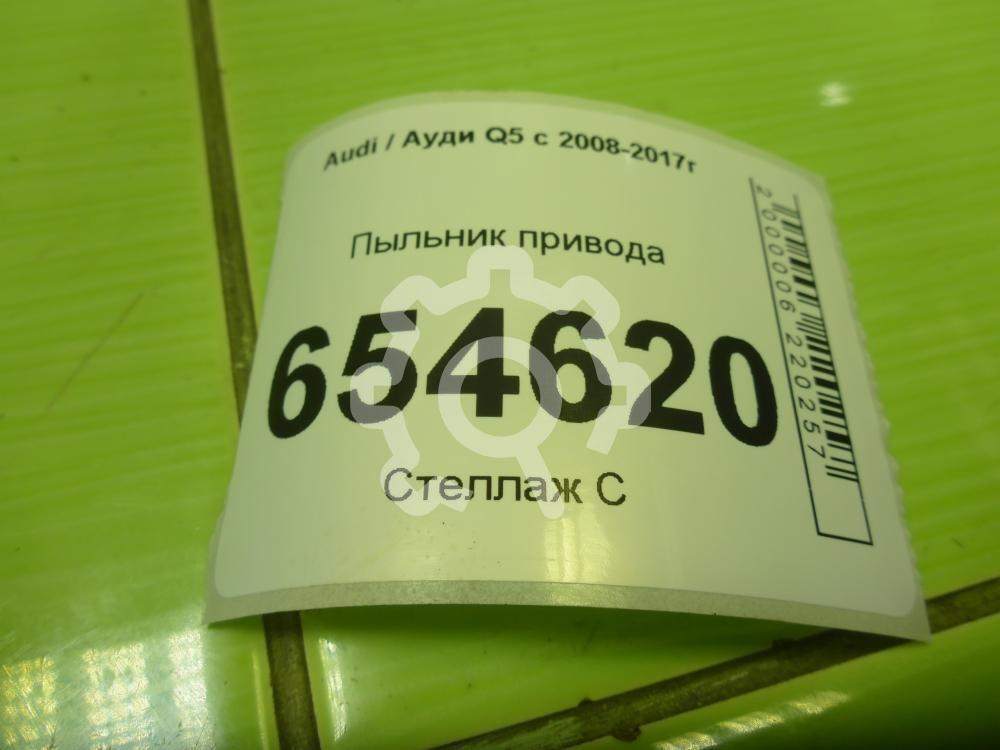 Audi / Ауди Q5 с 2008-2017г
Пыльник привода
654620
Стеллаж С
2000006220257